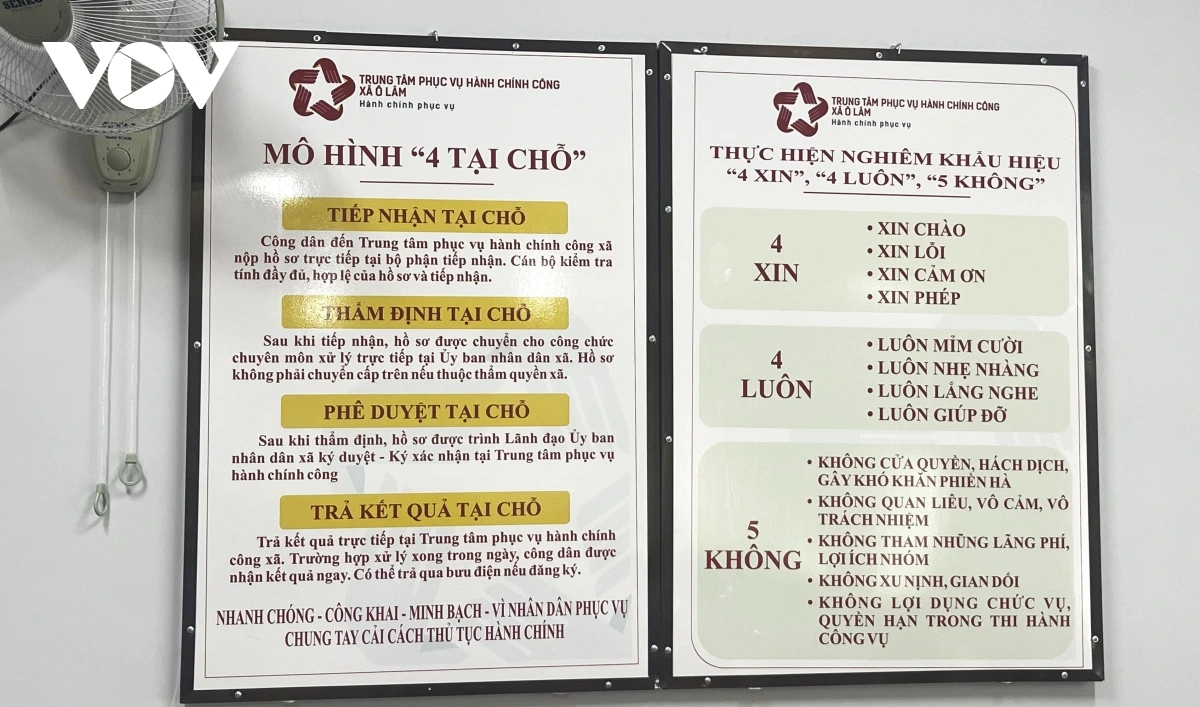 SENKO
VOV
TRUNG TÂM PHỤC VỤ HÀNH CHÍNH CÔNG
XÃ Ô LÂM
Hành chính phục vụ
MÔ HÌNH “4 TẠI CHỖ”
TIẾP NHẬN TẠI CHỖ
Công dân đến Trung tâm phục vụ hành chính công xã
nộp hồ sơ trực tiếp tại bộ phận tiếp nhận. Cán bộ kiểm tra
tính đầy đủ, hợp lệ của hồ sơ và tiếp nhận.
THẨM ĐỊNH TẠI CHỖ
Sau khi tiếp nhận, hồ sơ được chuyển cho công chức
chuyên môn xử lý trực tiếp tại Ủy ban nhân dân xã. Hồ sơ
không phải chuyển cấp trên nếu thuộc thẩm quyền xã.
PHÊ DUYỆT TẠI CHỖ
Sau khi thẩm định, hồ sơ được trình Lãnh đạo Ủy ban
nhân dân xã ký duyệt - Ký xác nhận tại Trung tâm phục vụ
hành chính công
TRẢ KẾT QUẢ TẠI CHỖ
Trả kết quả trực tiếp tại Trung tâm phục vụ hành chính
công xã. Trường hợp xử lý xong trong ngày, công dân được
nhận kết quả ngay. Có thể trả qua bưu điện nếu đăng ký.
NHANH CHÓNG - CÔNG KHAI - MINH BẠCH - VÌ NHÂN DÂN PHỤC VỤ
CHUNG TAY CẢI CÁCH THỦ TỤC HÀNH CHÍNH
TRUNG TÂM PHỤC VỤ HÀNH CHÍNH CÔNG
XÃ Ô LÂM
Hành chính phục vụ
THỰC HIỆN NGHIÊM KHẨU HIỆU
“4 XIN”, “4 LUÔN”, “5 KHÔNG”
4
XIN
• XIN CHÀO
• XIN LỖI
• XIN CẢM ƠN
• XIN PHÉP
4
LUÔN
• LUÔN MỈM CƯỜI
• LUÔN NHẸ NHÀNG
• LUÔN LẮNG NGHE
• LUÔN GIÚP ĐỠ
5
KHÔNG
• KHÔNG CỬA QUYỀN, HÁCH DỊCH,
GÂY KHÓ KHĂN PHIỀN HÀ
• KHÔNG QUAN LIÊU, VÔ CẢM, VÔ
TRÁCH NHIỆM
• KHÔNG THAM NHŨNG LÃNG PHÍ,
LỢI ÍCH NHÓM
• KHÔNG XU NỊNH, GIAN DỐI
• KHÔNG LỢI DỤNG CHỨC VỤ,
QUYỀN HẠN TRONG THI HÀNH
CÔNG VỤ